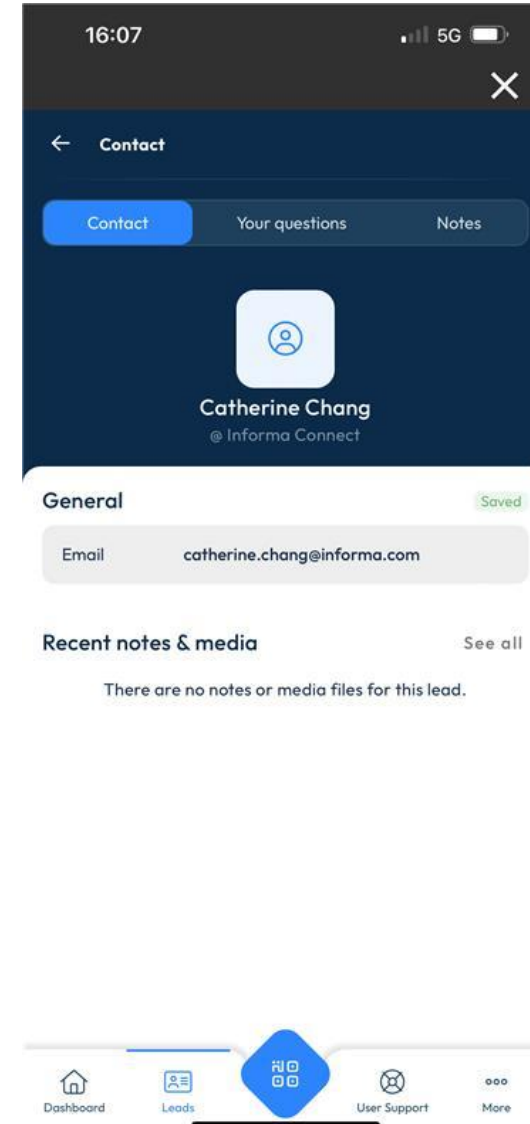 16:07 5G
Contact
Contact Your questions Notes
Catherine Chang
@ Informa Connect
General Saved
Email catherine.chang@informa.com
Recent notes & media See all
There are no notes or media files for this lead.
Dashboard Leads User Support More